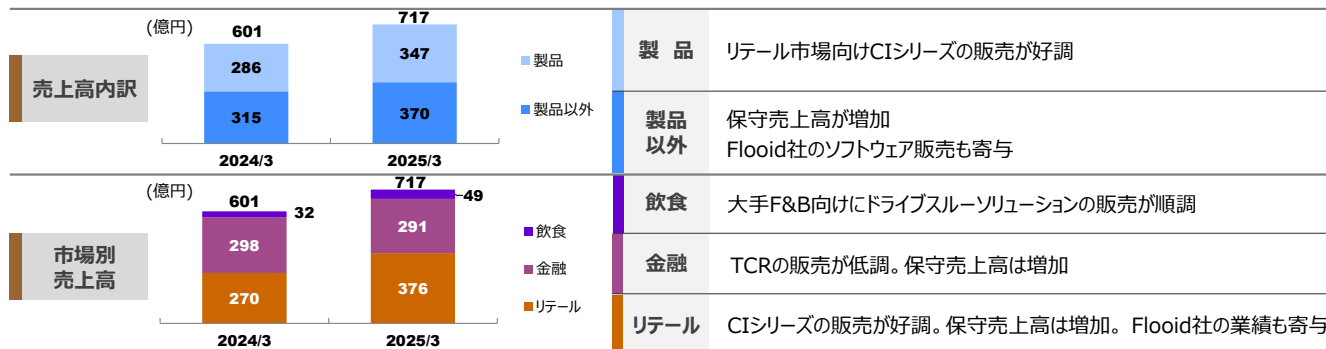 (億円)
601
717
286
347
315
370
2024/3
2025/3
売上高内訳
製品
製品以外
製 品
リテール市場向けCIシリーズの販売が好調
製品
以外
保守売上高が増加
Flooid社のソフトウェア販売も寄与
(億円)
601
717
32
49
298
291
270
376
2024/3
2025/3
市場別
売上高
飲食
金融
リテール
飲食
大手F&B向けにドライブスルーソリューションの販売が順調
金融
TCRの販売が低調。保守売上高は増加
リテール
CIシリーズの販売が好調。保守売上高は増加。 Flooid社の業績も寄与